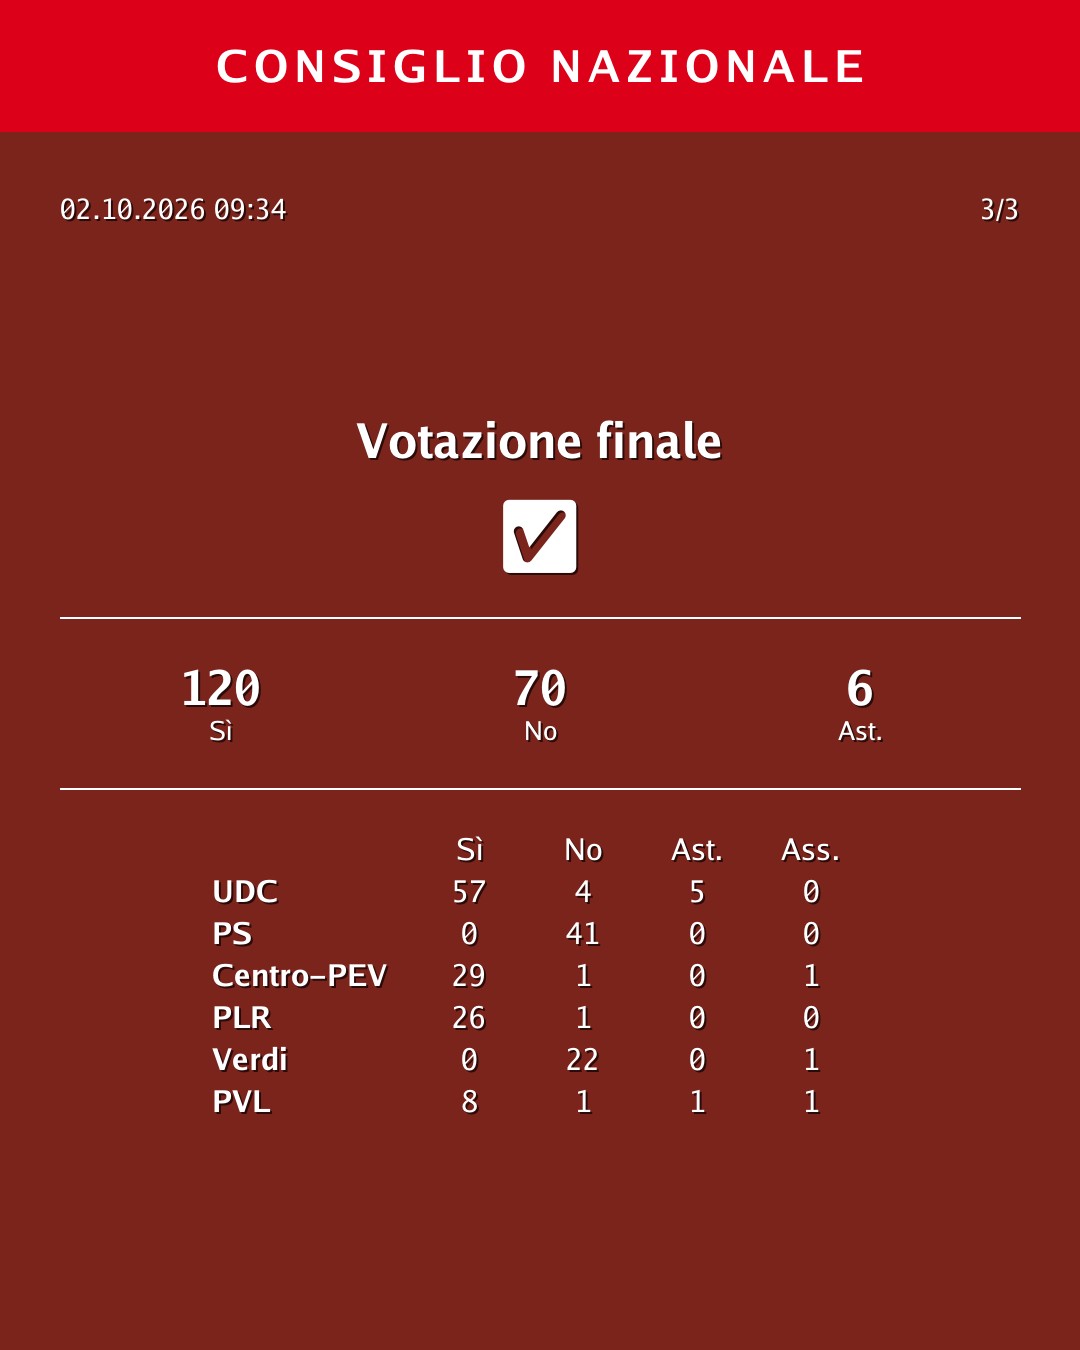 CONSIGLIO NAZIONALE
02.10.2026 09:34 3/3
Votazione finale
120 70 6
Sì No Ast.
Sì No Ast. Ass.
UDC 57 4 5 0
PS 0 41 0 0
Centro–PEV 29 1 0 1
PLR 26 1 0 0
Verdi 0 22 0 1
PVL 8 1 1 1